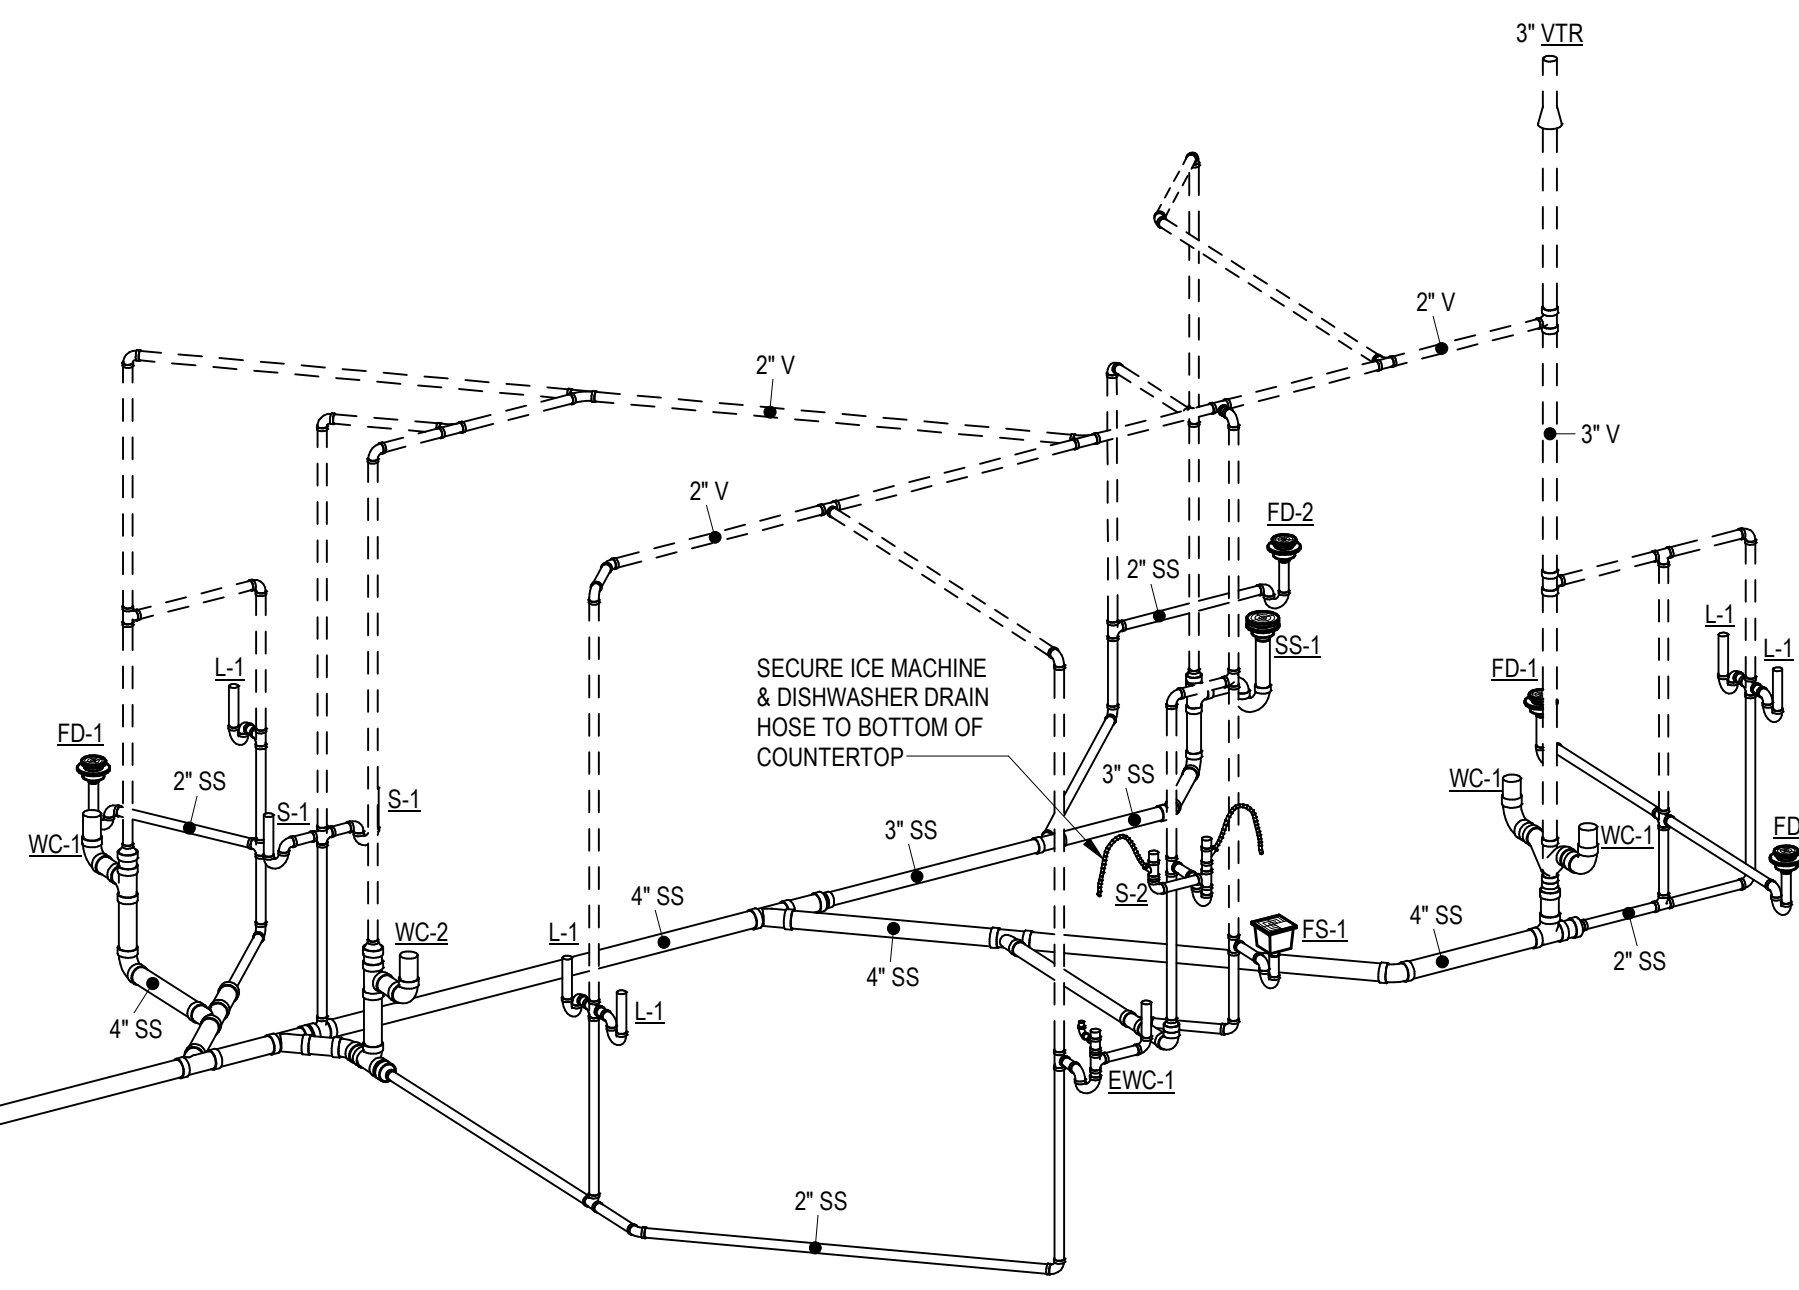 3" VTR
2" V
2" V
3" V
2" V
FD-2
2" SS
L-1
SS-1
L-1
L-1
SECURE ICE MACHINE
& DISHWASHER DRAIN
HOSE TO BOTTOM OF
COUNTERTOP
FD-1
FD-1
2" SS
3" SS
WC-1
S-1
S-1
3" SS
WC-1
WC-1
FD
4" SS
S-2
4" SS
WC-2
L-1
FS-1
4" SS
2" SS
4" SS
L-1
EWC-1
2" SS